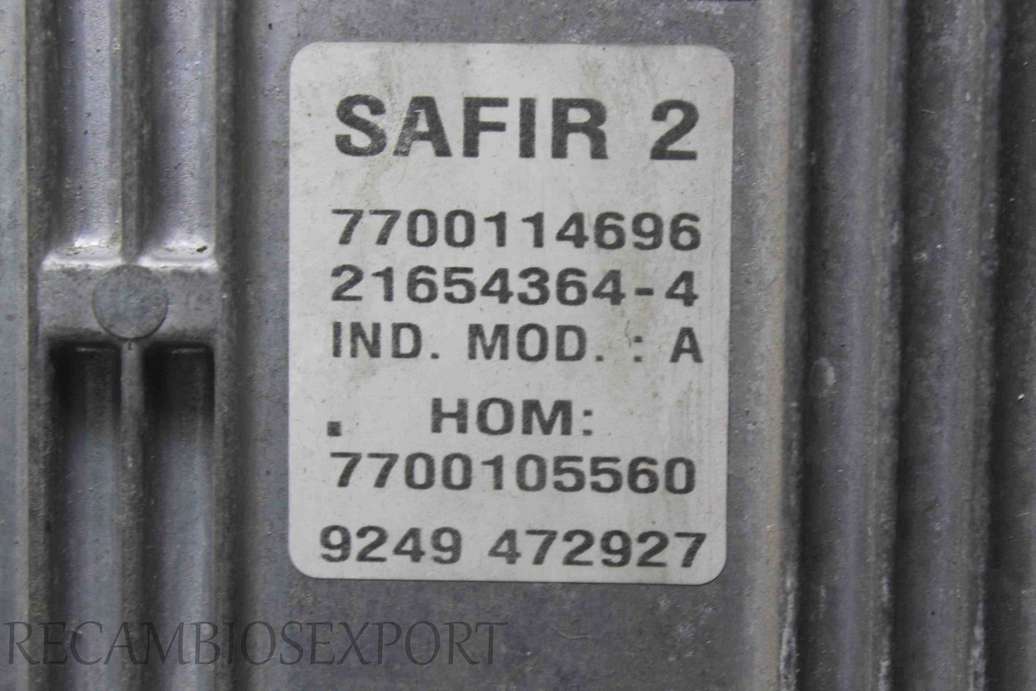 SAFIR 2
7700114696
21654364-4
IND. MOD. : A
. HOM:
7700105560
9249 472927
RECAMBIOSEXPORT